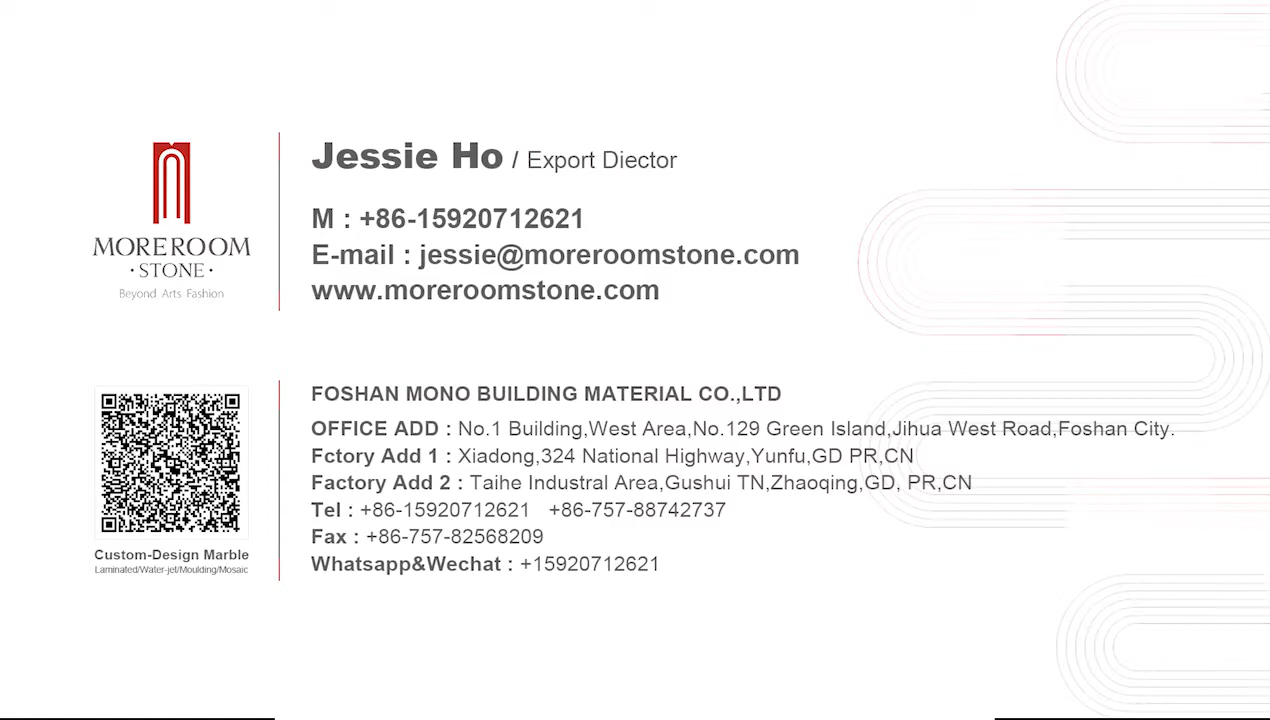 MOREROOM
·STONE·
Beyond Arts Fashion
Jessie Ho / Export Diector
M : +86-15920712621
E-mail : jessie@moreroomstone.com
www.moreroomstone.com
Custom-Design Marble
Laminated/Water-jet/Moulding/Mosaic
FOSHAN MONO BUILDING MATERIAL CO.,LTD
OFFICE ADD : No.1 Building,West Area,No.129 Green Island,Jihua West Road,Foshan City.
Fctory Add 1 : Xiadong,324 National Highway,Yunfu,GD PR,CN
Factory Add 2 : Taihe Industral Area,Gushui TN,Zhaoqing,GD, PR,CN
Tel : +86-15920712621 +86-757-88742737
Fax : +86-757-82568209
Whatsapp&Wechat : +15920712621